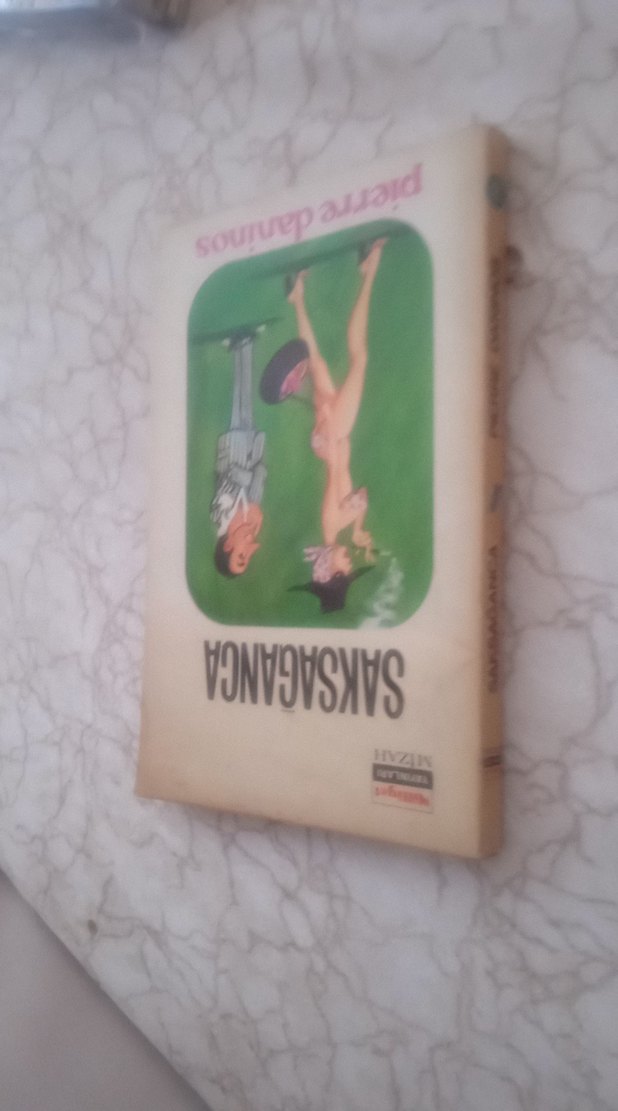 Milliyet
YAYINLARI
MİZAH
SAKSAĞANCA
pierre daninos